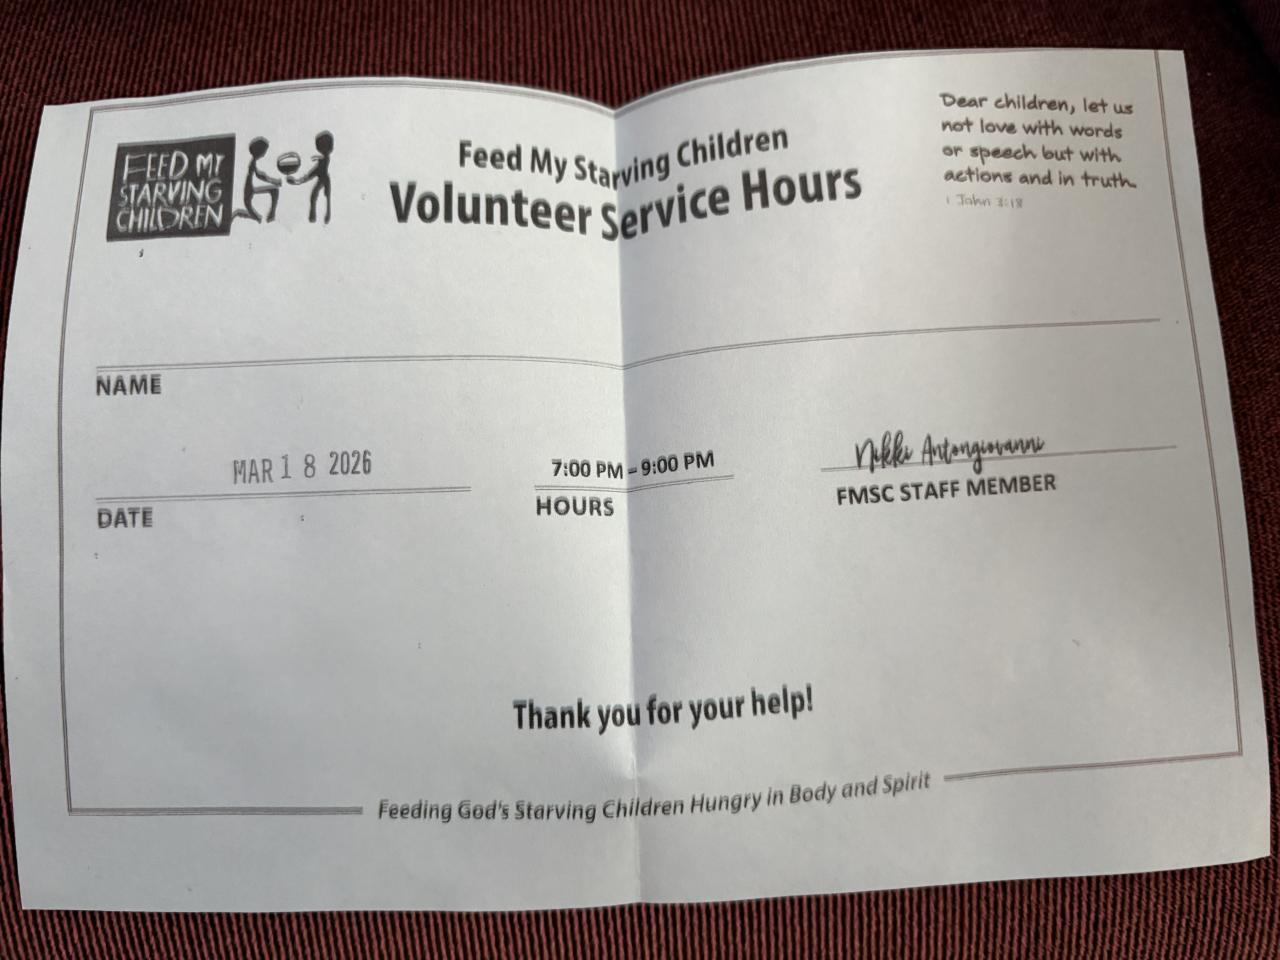 FEED MY
STARVING
CHILDREN
Feed My Starving Children
Volunteer Service Hours
Dear children, let us
not love with words
or speech but with
actions and in truth.
1 John 3:18
NAME
MAR 18 2026
DATE
7:00 PM – 9:00 PM
HOURS
Nikki Antongiovanni
FMSC STAFF MEMBER
Thank you for your help!
Feeding God's Starving Children Hungry in Body and Spirit